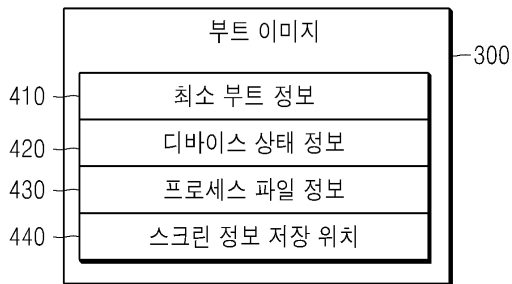 부트 이미지
300
410
최소 부트 정보
420
디바이스 상태 정보
430
프로세스 파일 정보
440
스크린 정보 저장 위치